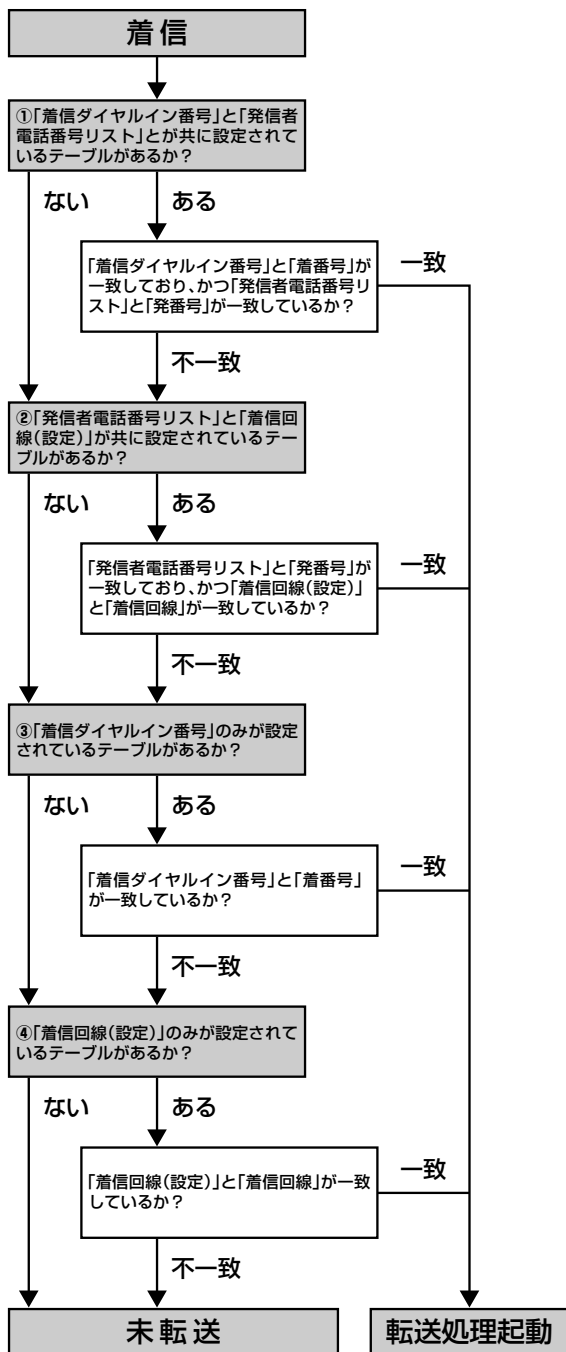 着信
①「着信ダイヤルイン番号」と「発信者
電話番号リスト」とが共に設定されて
いるテーブルがあるか？
ない
ある
「着信ダイヤルイン番号」と「着番号」が
一致しており、かつ「発信者電話番号リ
スト」と「発番号」が一致しているか？
一致
不一致
②「発信者電話番号リスト」と「着信回
線（設定）」が共に設定されているテー
ブルがあるか？
ない
ある
「発信者電話番号リスト」と「発番号」が
一致しており、かつ「着信回線（設定）」
と「着信回線」が一致しているか？
一致
不一致
③「着信ダイヤルイン番号」のみが設定
されているテーブルがあるか？
ない
ある
「着信ダイヤルイン番号」と「着番号」
が一致しているか？
一致
不一致
④「着信回線（設定）」のみが設定されて
いるテーブルがあるか？
ない
ある
「着信回線（設定）」と「着信回線」が一致
しているか？
一致
不一致
未転送
転送処理起動